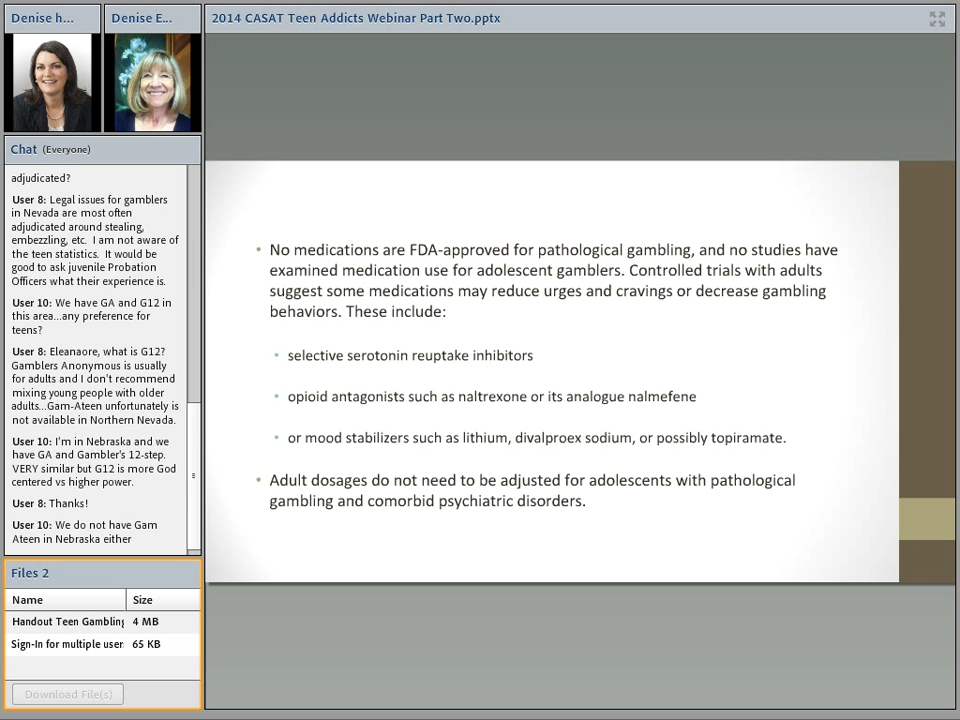 Denise h...
Denise E...
2014 CASAT Teen Addicts Webinar Part Two.pptx
Chat (Everyone)
adjudicated?
User 8: Legal issues for gamblers
in Nevada are most often
adjudicated around stealing,
embezzling, etc. I am not aware of
the teen statistics. It would be
good to ask juvenile Probation
Officers what their experience is.
User 10: We have GA and G12 in
this area...any preference for
teens?
User 8: Eleanaore, what is G12?
Gamblers Anonymous is usually
for adults and I don't recommend
mixing young people with older
adults...Gam-Ateen unfortunately is
not available in Northern Nevada.
User 10: I'm in Nebraska and we
have GA and Gambler's 12-step.
VERY similar but G12 is more God
centered vs higher power.
User 8: Thanks!
User 10: We do not have Gam
Ateen in Nebraska either
Files 2
Name Size
Handout Teen Gambling 4 MB
Sign-In for multiple user 65 KB
Download File(s)
• No medications are FDA-approved for pathological gambling, and no studies have
examined medication use for adolescent gamblers. Controlled trials with adults
suggest some medications may reduce urges and cravings or decrease gambling
behaviors. These include:
• selective serotonin reuptake inhibitors
• opioid antagonists such as naltrexone or its analogue nalmefene
• or mood stabilizers such as lithium, divalproex sodium, or possibly topiramate.
• Adult dosages do not need to be adjusted for adolescents with pathological
gambling and comorbid psychiatric disorders.